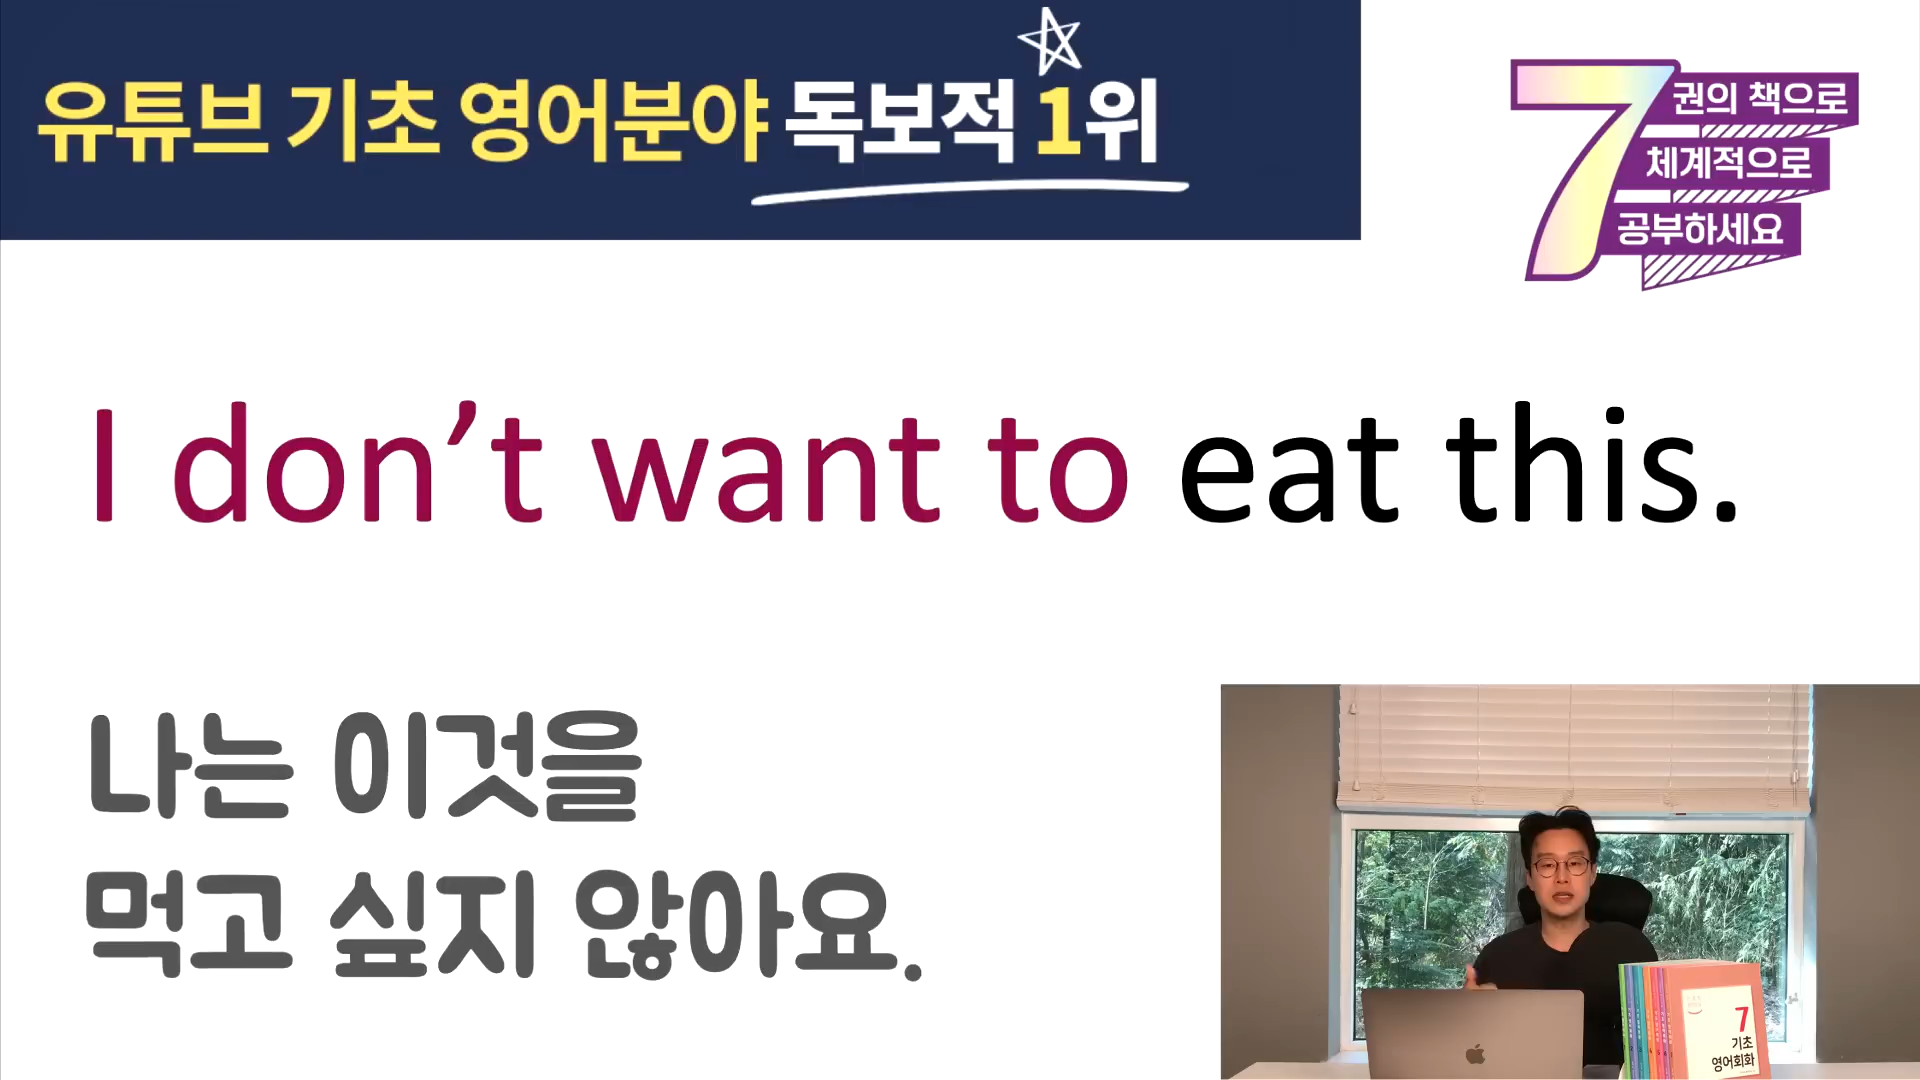 유튜브 기초 영어분야 독보적 1위
7
권의 책으로
체계적으로
공부하세요
I don’t want to eat this.
나는 이것을
먹고 싶지 않아요.
7
기초
영어회화